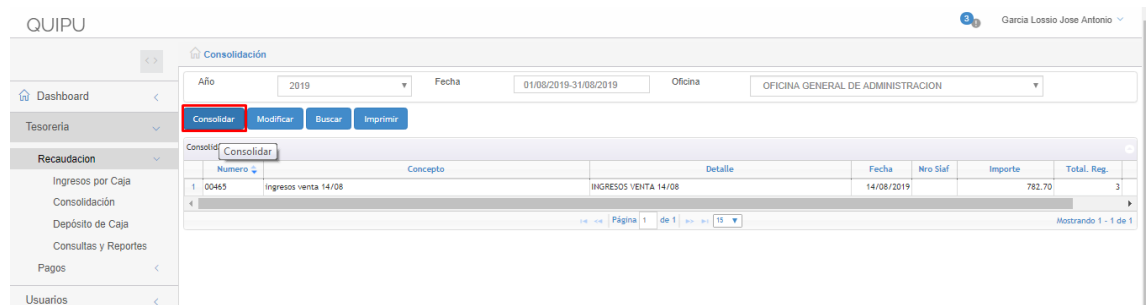 QUIPU
3
Garcia Lossio Jose Antonio
Consolidación
Año 2019 Fecha 01/08/2019-31/08/2019 Oficina OFICINA GENERAL DE ADMINISTRACION
Dashboard
Tesoreria
Recaudacion
Ingresos por Caja
Consolidación
Depósito de Caja
Consultas y Reportes
Pagos
Usuarios
Consolidar Modificar Buscar Imprimir
Consolidar
Numero Concepto Detalle Fecha Nro Siaf Importe Total. Reg.
1 00465 Ingresos venta 14/08 INGRESOS VENTA 14/08 14/08/2019 782.70 3
Página 1 de 1 15 Mostrando 1 - 1 de 1